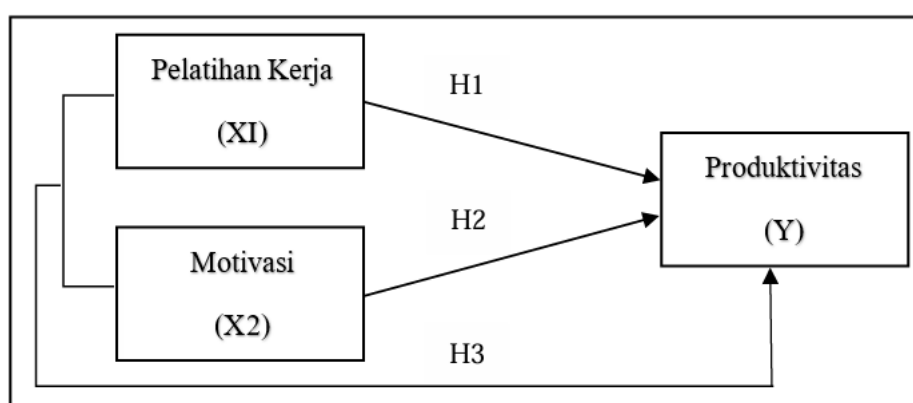 Pelatihan Kerja
(XI)
H1
Produktivitas
(Y)
H2
Motivasi
(X2)
H3